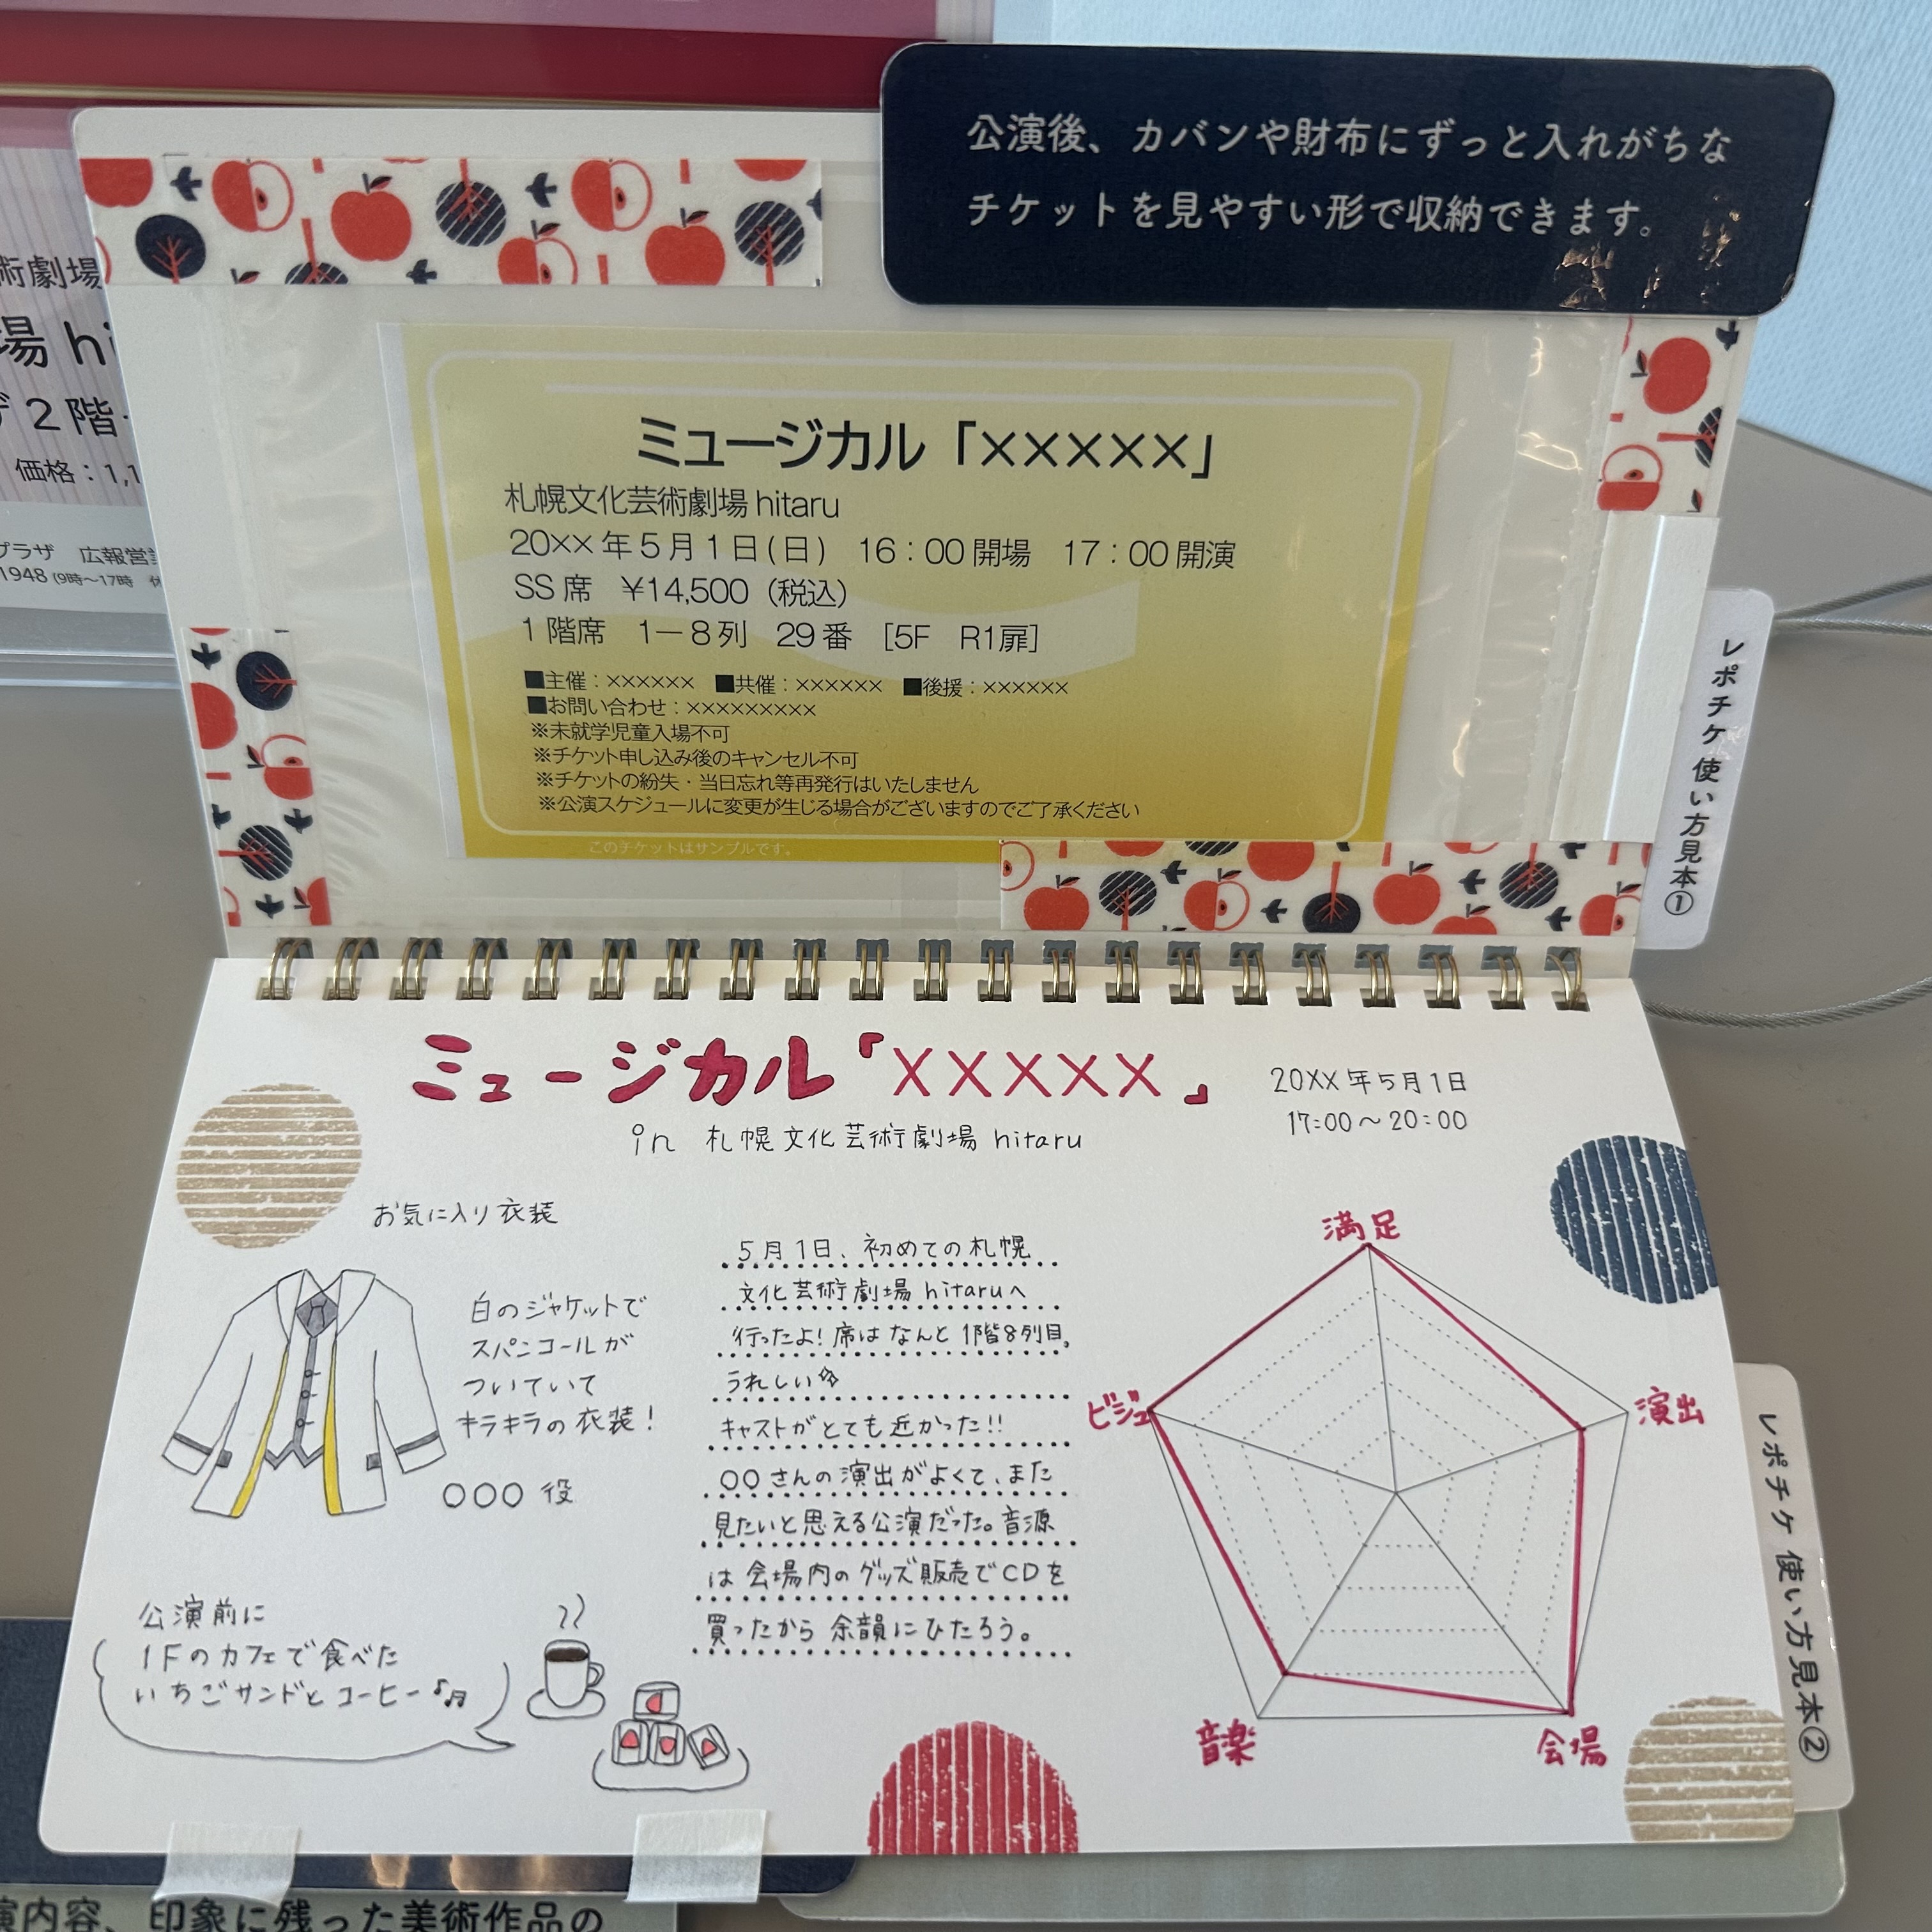 公演後、カバンや財布にずっと入れがちな
チケットを見やすい形で収納できます。
術劇場
場 hi
2階
価格：1,1
プラザ　広報営
1948 (9時～17時　休
ミュージカル「×××××」
札幌文化芸術劇場 hitaru
20××年5月1日(日)　16：00開場　17：00開演
SS席　¥14,500（税込）
1階席　1－8列　29番　[5F　R1扉]
■主催：××××××　■共催：××××××　■後援：××××××
■お問い合わせ：×××××××××
※未就学児童入場不可
※チケット申し込み後のキャンセル不可
※チケットの紛失・当日忘れ等再発行はいたしません
※公演スケジュールに変更が生じる場合がございますのでご了承ください
このチケットはサンプルです。
レポチケ 使い方見本①
ミュージカル「XXXXX」
20XX年5月1日
17:00～20:00
in 札幌文化芸術劇場 hitaru
お気に入り衣装
白のジャケットで
スパンコールが
ついていて
キラキラの衣装！
○○○ 役
公演前に
1Fのカフェで食べた
いちごサンドとコーヒー♪♬
5月1日、初めての札幌
文化芸術劇場 hitaruへ
行ったよ！席はなんと1階8列目。
うれしい☆
キャストがとても近かった!!
○○さんの演出がよくて、また
見たいと思える公演だった。音源
は会場内のグッズ販売でCDを
買ったから余韻にひたろう。
満足
ビジュ
演出
音楽
会場
レポチケ 使い方見本②
演内容、印象に残った美術作品の